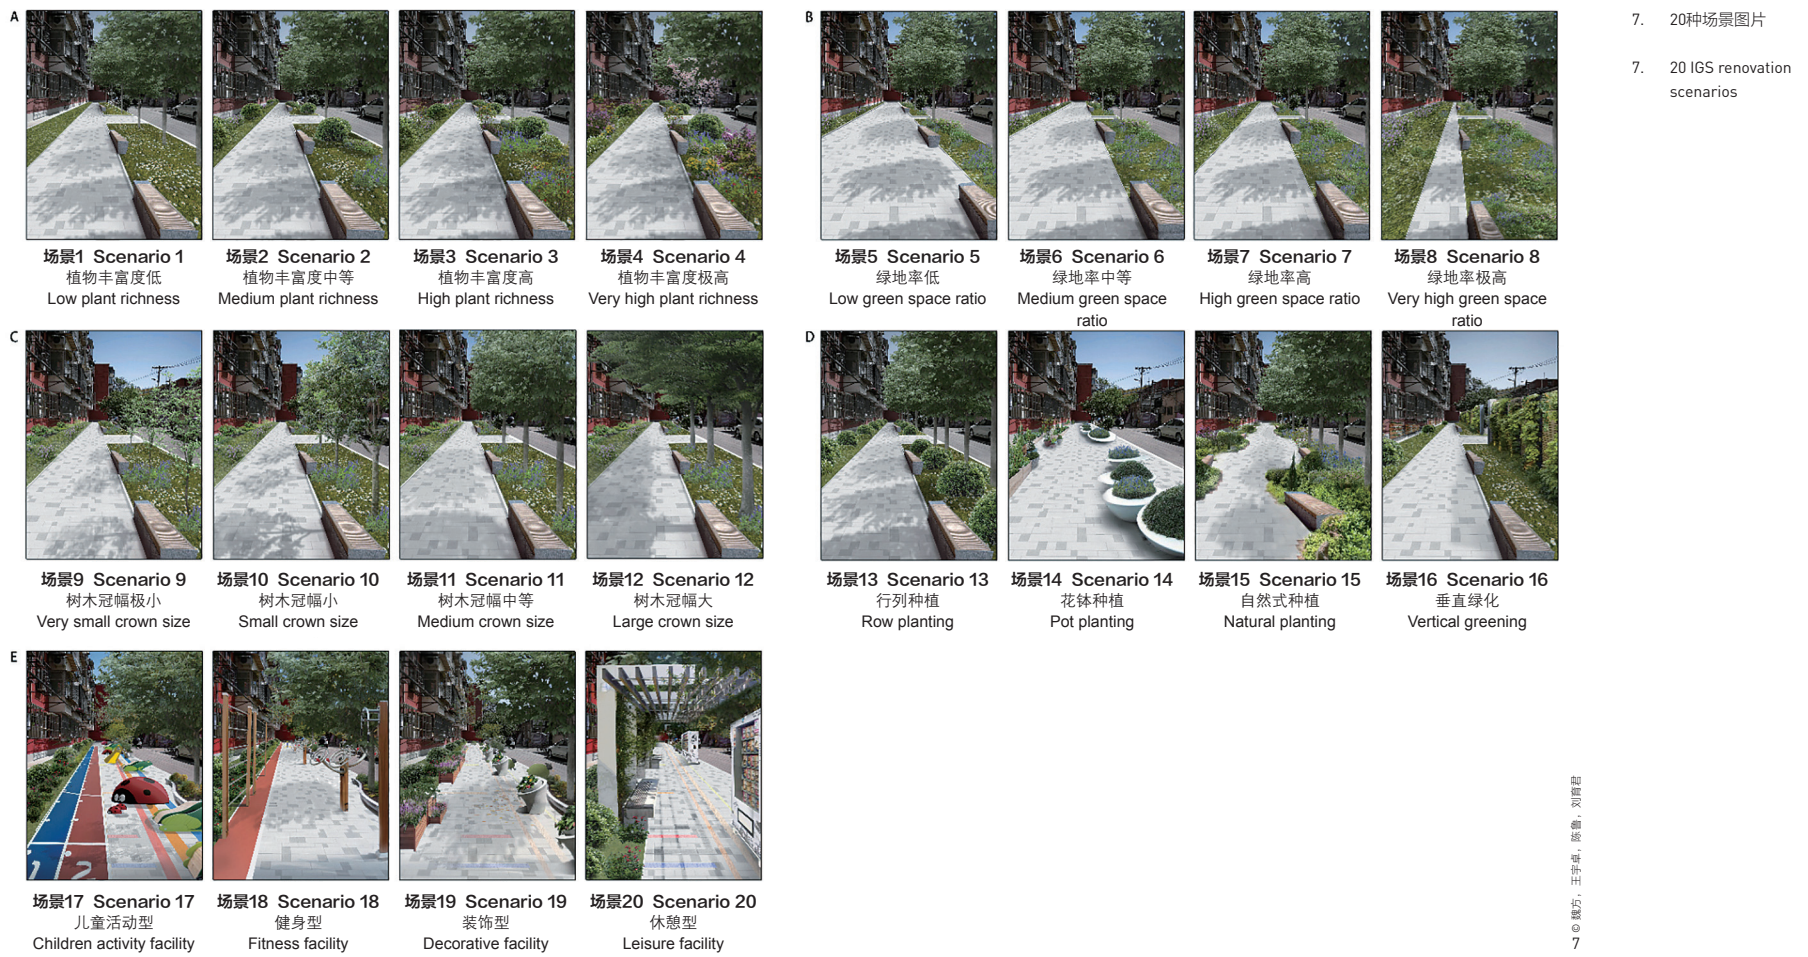 A
B
7. 20种场景图片
7. 20 IGS renovation
scenarios
场景1 Scenario 1
植物丰富度低
Low plant richness
场景2 Scenario 2
植物丰富度中等
Medium plant richness
场景3 Scenario 3
植物丰富度高
High plant richness
场景4 Scenario 4
植物丰富度极高
Very high plant richness
场景5 Scenario 5
绿地率低
Low green space ratio
场景6 Scenario 6
绿地率中等
Medium green space
ratio
场景7 Scenario 7
绿地率高
High green space ratio
场景8 Scenario 8
绿地率极高
Very high green space
ratio
C
D
场景9 Scenario 9
树木冠幅极小
Very small crown size
场景10 Scenario 10
树木冠幅小
Small crown size
场景11 Scenario 11
树木冠幅中等
Medium crown size
场景12 Scenario 12
树木冠幅大
Large crown size
场景13 Scenario 13
行列种植
Row planting
场景14 Scenario 14
花钵种植
Pot planting
场景15 Scenario 15
自然式种植
Natural planting
场景16 Scenario 16
垂直绿化
Vertical greening
E
1 2
场景17 Scenario 17
儿童活动型
Children activity facility
场景18 Scenario 18
健身型
Fitness facility
场景19 Scenario 19
装饰型
Decorative facility
场景20 Scenario 20
休憩型
Leisure facility
© 魏方，王宇卓，陈鲁，刘育君
7